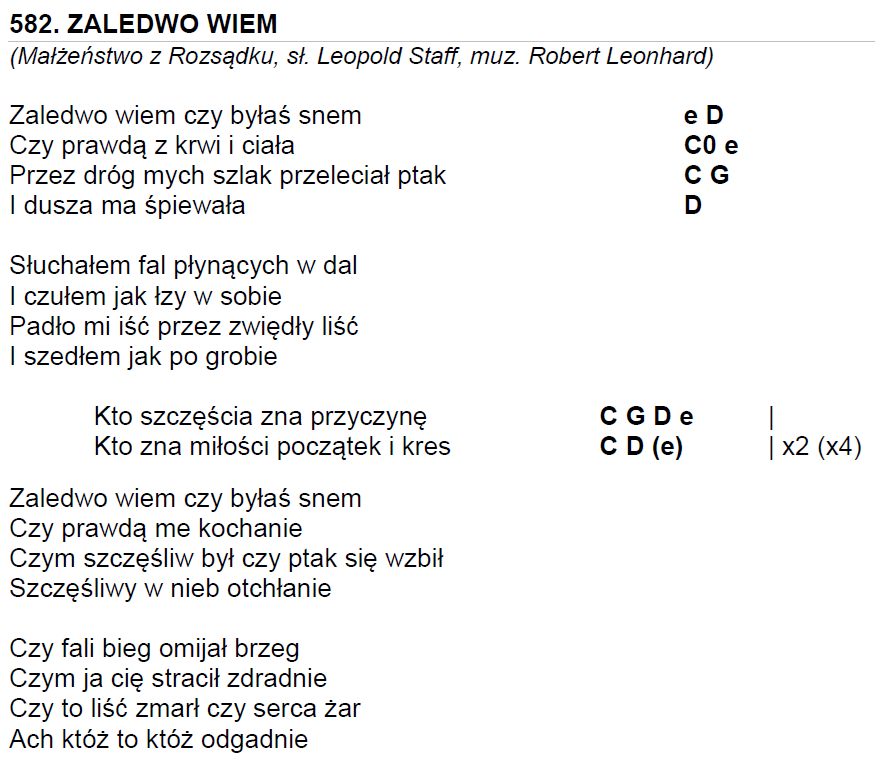 582. ZALEDWO WIEM
(Małżeństwo z Rozsądku, sł. Leopold Staff, muz. Robert Leonhard)
Zaledwo wiem czy byłaś snem e D
Czy prawdą z krwi i ciała C0 e
Przez dróg mych szlak przeleciał ptak C G
I dusza ma śpiewała D
Słuchałem fal płynących w dal
I czułem jak łzy w sobie
Padło mi iść przez zwiędły liść
I szedłem jak po grobie
Kto szczęścia zna przyczynę C G D e |
Kto zna miłości początek i kres C D (e) | x2 (x4)
Zaledwo wiem czy byłaś snem
Czy prawdą me kochanie
Czym szczęśliw był czy ptak się wzbił
Szczęśliwy w nieb otchłanie
Czy fali bieg omijał brzeg
Czym ja cię stracił zdradnie
Czy to liść zmarł czy serca żar
Ach któż to któż odgadnie